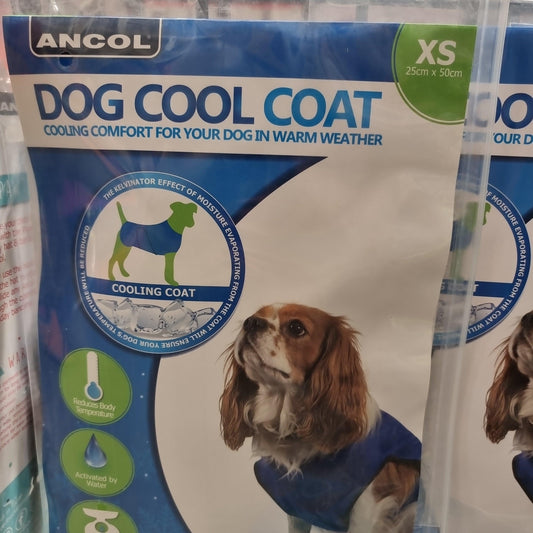 ANCOL
XS
25cm x 50cm
DOG COOL COAT
COOLING COMFORT FOR YOUR DOG IN WARM WEATHER
THE KELVINATOR EFFECT OF MOISTURE EVAPORATING FROM THE COAT WILL ENSURE YOUR DOG'S TEMPERATURE WILL BE REDUCED
COOLING COAT
Reduces Body
Temperature
Activated by
Water
AN